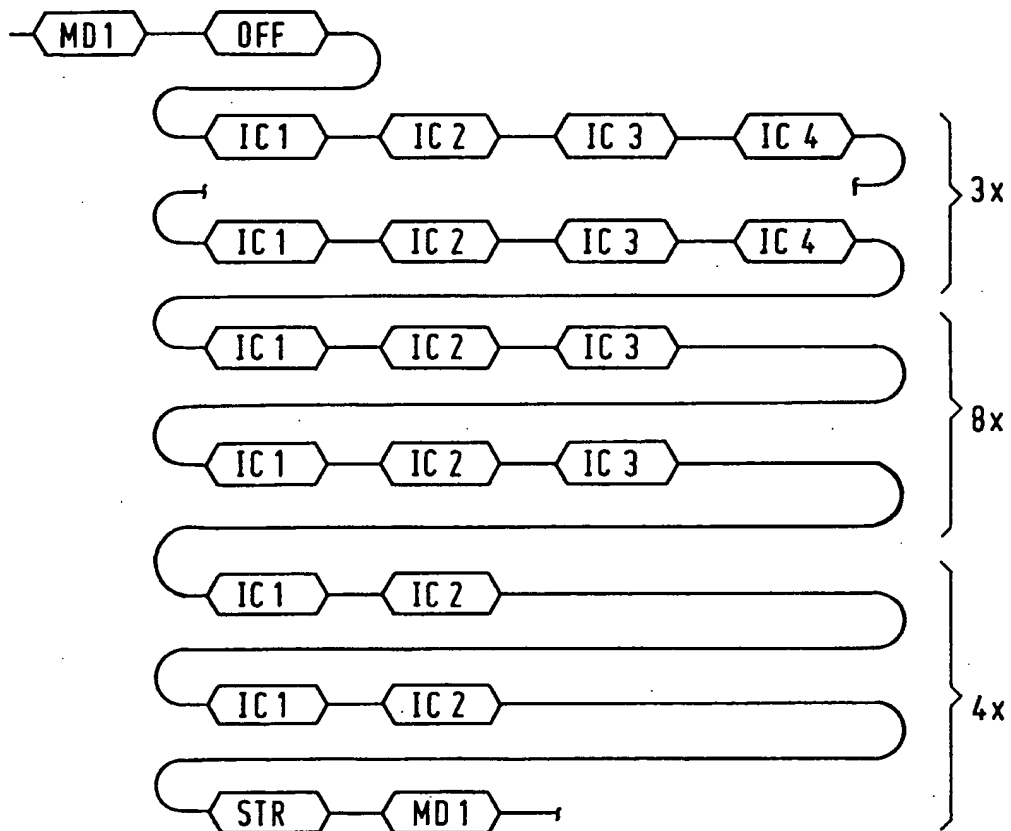 MD1 OFF
IC1 IC2 IC3 IC4
3x
IC1 IC2 IC3 IC4
IC1 IC2 IC3
8x
IC1 IC2 IC3
IC1 IC2
IC1 IC2
4x
STR MD1